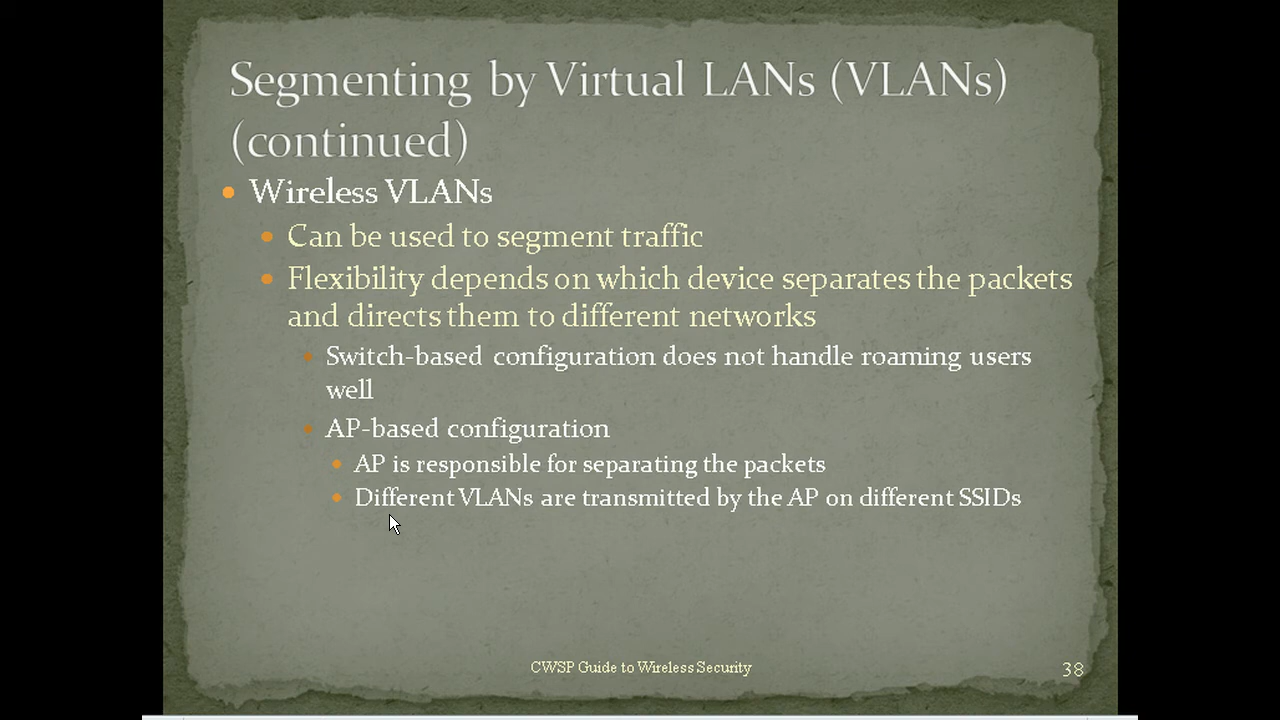 Segmenting by Virtual LANs (VLANs)
(continued)
Wireless VLANs
Can be used to segment traffic
Flexibility depends on which device separates the packets
and directs them to different networks
Switch-based configuration does not handle roaming users
well
AP-based configuration
AP is responsible for separating the packets
Different VLANs are transmitted by the AP on different SSIDs
CWSP Guide to Wireless Security
38